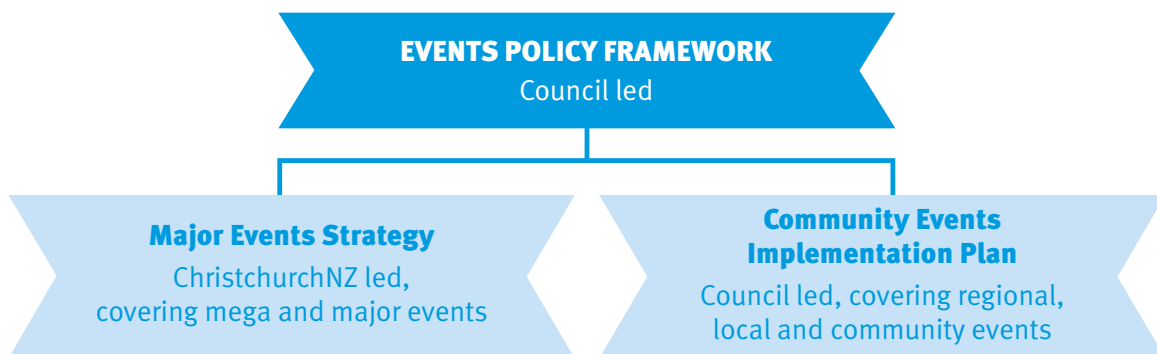 EVENTS POLICY FRAMEWORK
Council led
Major Events Strategy
ChristchurchNZ led,
covering mega and major events
Community Events
Implementation Plan
Council led, covering regional,
local and community events